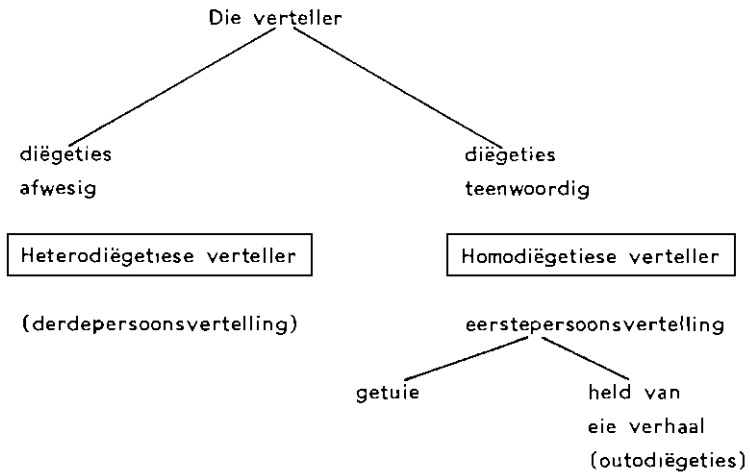 Die verteller
diëgeties
afwesig
diëgeties
teenwoordig
Heterodiëgetiese verteller
Homodiëgetiese verteller
(derdepersoonsvertelling)
eerstepersoonsvertelling
getuie
held van
eie verhaal
(outodiëgeties)